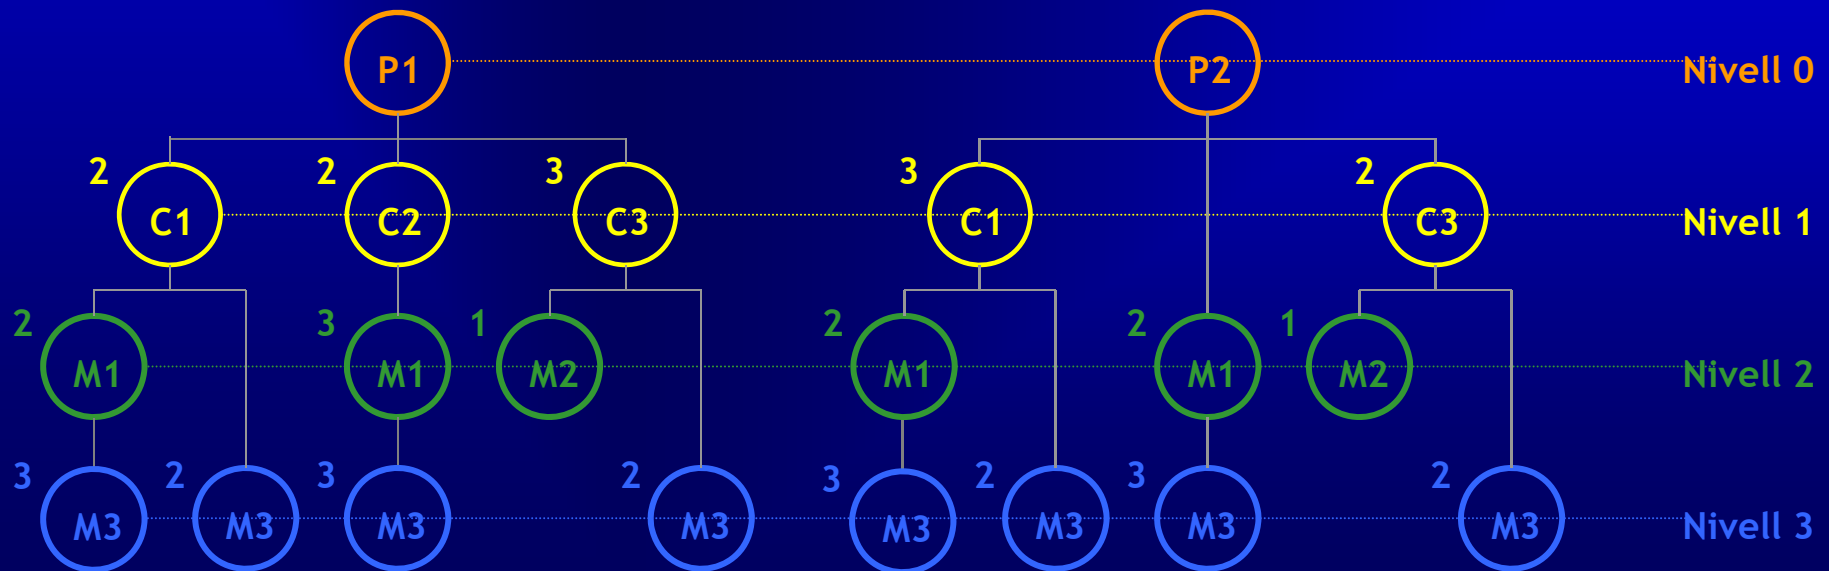 P1 P2 Nivell 0
2 2 3 3 2
C1 C2 C3 C1 C3 Nivell 1
2 3 1 2 2 1
M1 M1 M2 M1 M1 M2 Nivell 2
3 2 3 2 3 2 3 2
M3 M3 M3 M3 M3 M3 M3 M3 Nivell 3